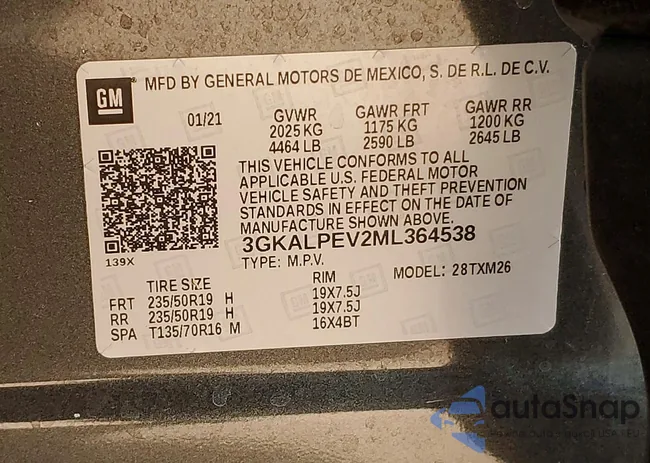 GM
MFD BY GENERAL MOTORS DE MEXICO, S. DE R.L. DE C.V.
01/21 GVWR GAWR FRT GAWR RR
2025 KG 1175 KG 1200 KG
4464 LB 2590 LB 2645 LB
THIS VEHICLE CONFORMS TO ALL
APPLICABLE U.S. FEDERAL MOTOR
VEHICLE SAFETY AND THEFT PREVENTION
STANDARDS IN EFFECT ON THE DATE OF
MANUFACTURE SHOWN ABOVE.
3GKALPEV2ML364538
139X
TYPE: M.P.V. MODEL: 28TXM26
TIRE SIZE RIM
FRT 235/50R19 H 19X7.5J
RR 235/50R19 H 19X7.5J
SPA T135/70R16 M 16X4BT
autoSnap